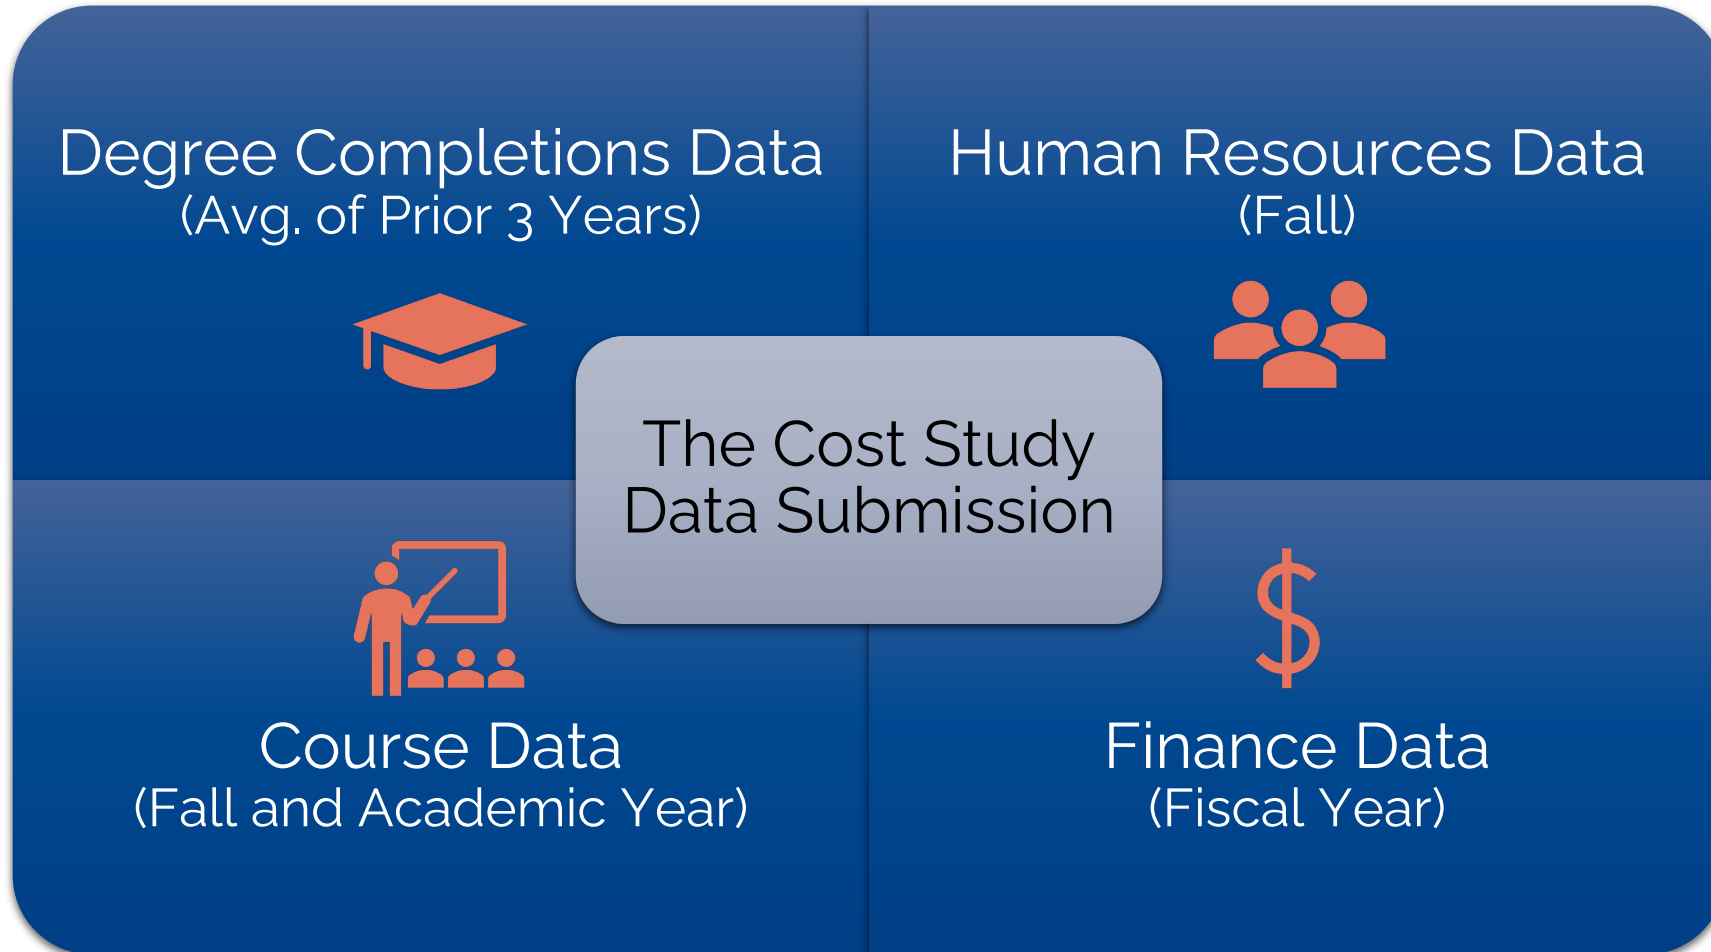 Degree Completions Data
(Avg. of Prior 3 Years)
Human Resources Data
(Fall)
The Cost Study
Data Submission
Course Data
(Fall and Academic Year)
Finance Data
(Fiscal Year)